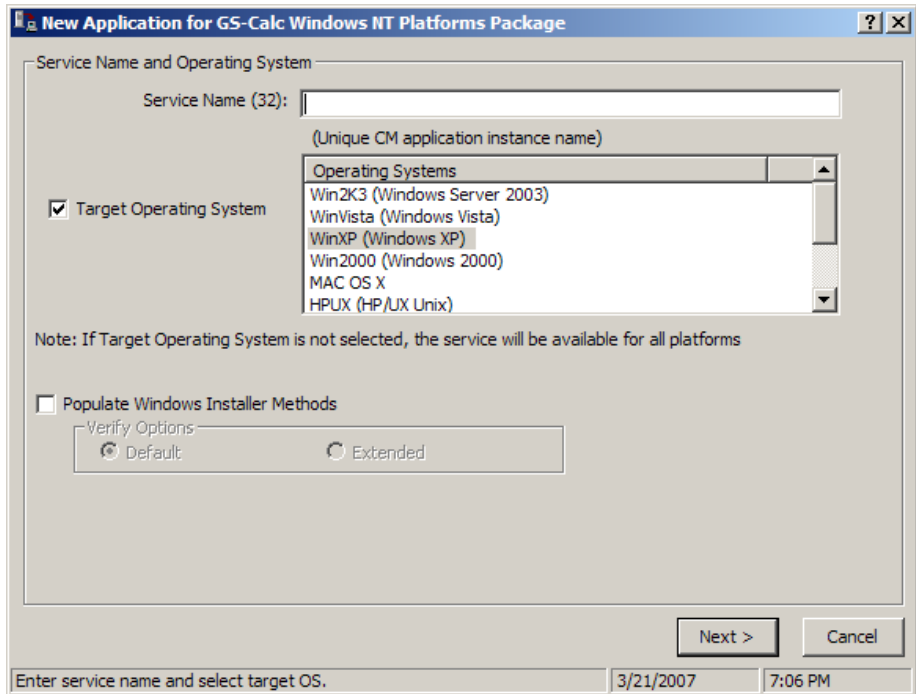 New Application for GS-Calc Windows NT Platforms Package
Service Name and Operating System
Service Name (32):
(Unique CM application instance name)
Operating Systems
Target Operating System
Win2K3 (Windows Server 2003)
WinVista (Windows Vista)
WinXP (Windows XP)
Win2000 (Windows 2000)
MAC OS X
HPUX (HP/UX Unix)
Note: If Target Operating System is not selected, the service will be available for all platforms
Populate Windows Installer Methods
Verify Options
Default Extended
Next > Cancel
Enter service name and select target OS. 3/21/2007 7:06 PM